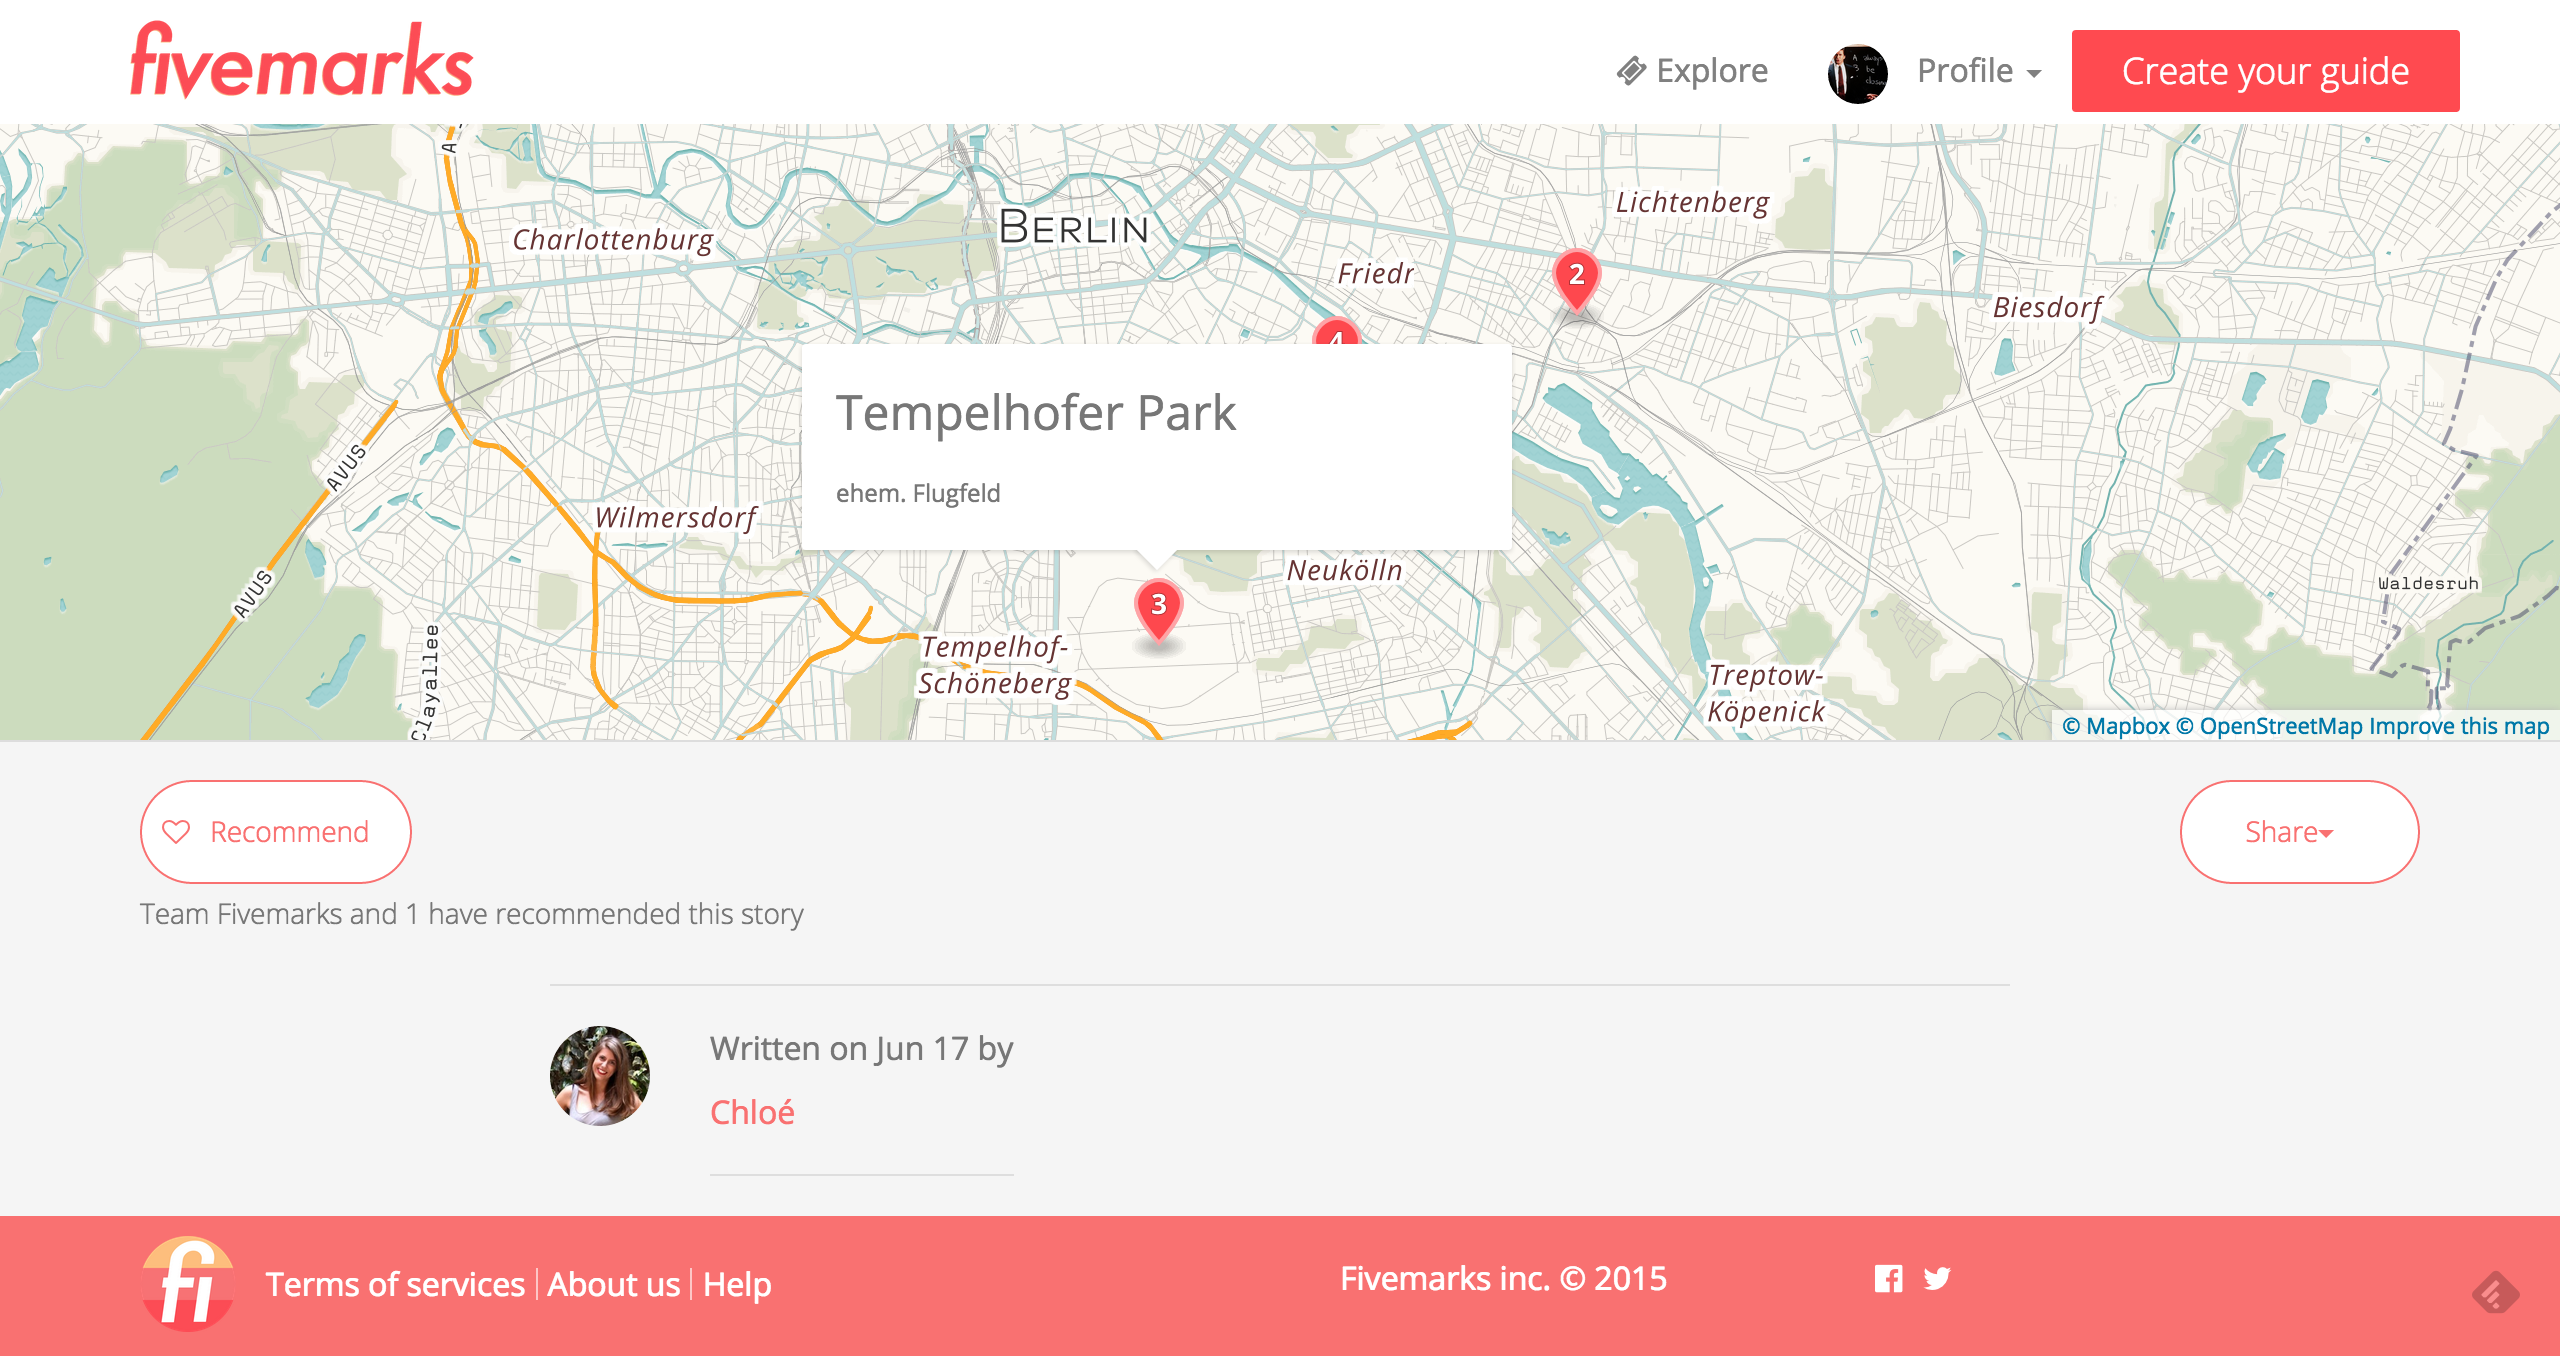 fivemarks
Explore
Profile
Create your guide
A
BERLIN
Lichtenberg
Charlottenburg
Friedr
2
Biesdorf
4
Tempelhofer Park
AVUS
ehem. Flugfeld
Wilmersdorf
Neukölln
AVUS
Waldesruh
3
Clayallee
Tempelhof-
Schöneberg
Treptow-
Köpenick
© Mapbox © OpenStreetMap Improve this map
Recommend
Share
Team Fivemarks and 1 have recommended this story
Written on Jun 17 by
Chloé
fi
Terms of services | About us | Help
Fivemarks inc. © 2015